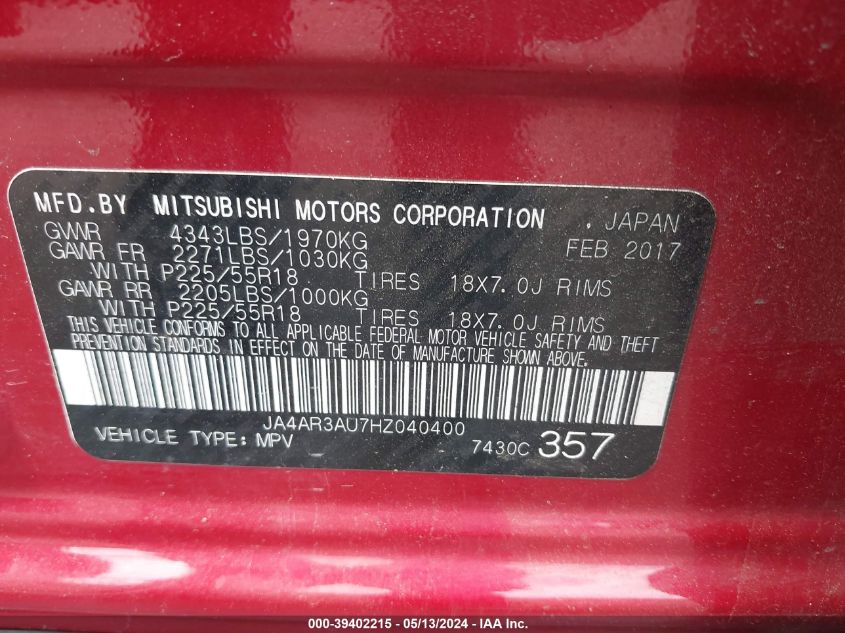 MFD.BY MITSUBISHI MOTORS CORPORATION , JAPAN
GVWR 4343LBS/1970KG FEB 2017
GAWR FR 2271LBS/1030KG
WITH P225/55R18 TIRES 18X7.0J RIMS
GAWR RR 2205LBS/1000KG
WITH P225/55R18 TIRES 18X7.0J RIMS
THIS VEHICLE CONFORMS TO ALL APPLICABLE FEDERAL MOTOR VEHICLE SAFETY AND THEFT
PREVENTION STANDARDS IN EFFECT ON THE DATE OF MANUFACTURE SHOWN ABOVE.
JA4AR3AU7HZ040400
VEHICLE TYPE: MPV 7430C 357
000-39402215 - 05/13/2024 - IAA Inc.